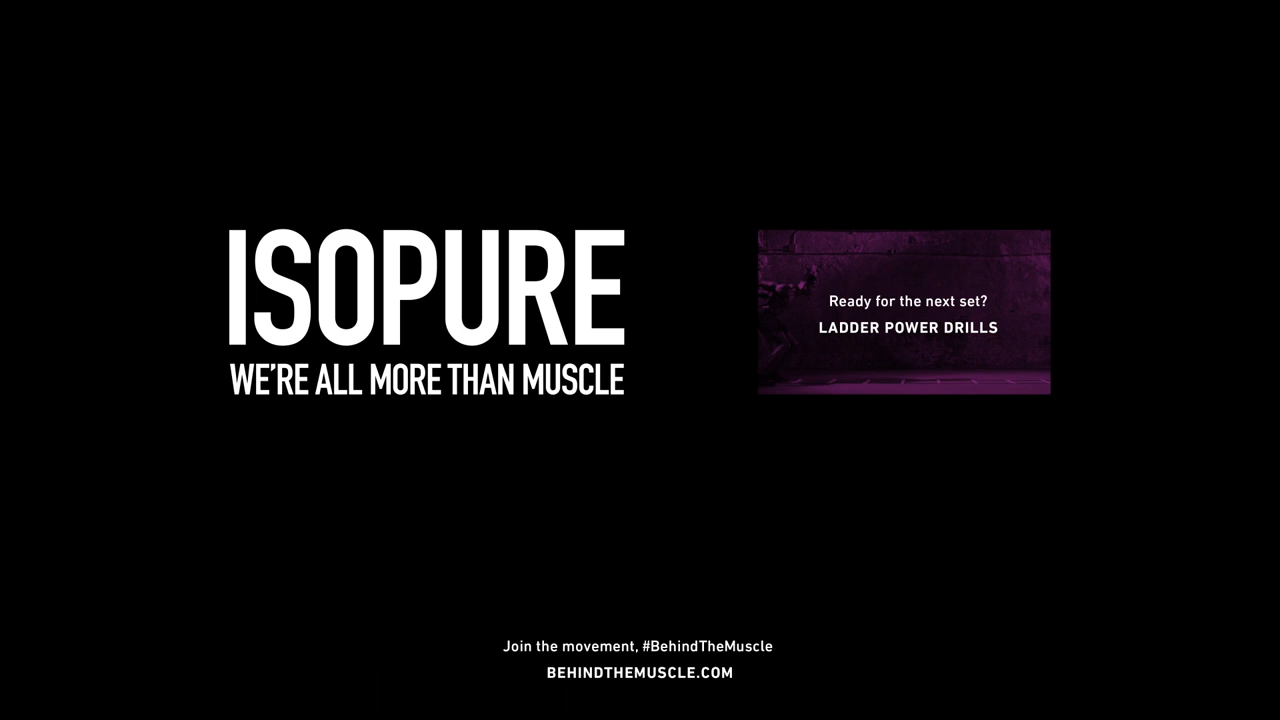 ISOPURE
WE'RE ALL MORE THAN MUSCLE
Ready for the next set?
LADDER POWER DRILLS
Join the movement, #BehindTheMuscle
BEHINDTHEMUSCLE.COM